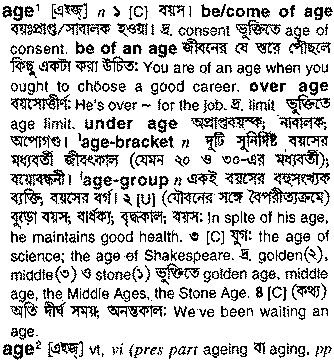 age¹ [এইজ্] n ১ [C] বয়স। be/come of age
বয়ঃপ্রাপ্ত/সাবালক হওয়া। দ্র. consent ভুক্তিতে age of
consent. be of an age জীবনের যে স্তরে পৌঁছলে
কিছু একটা করা উচিত: You are of an age when you
ought to choose a good career. over age
বয়সোত্তীর্ণ: He's over ~ for the job. দ্র. limit ভুক্তিতে
age limit. under age অপ্রাপ্তবয়স্ক; নাবালক;
অপোগণ্ড। ˈage-bracket n দুটি সুনির্দিষ্ট বয়সের
মধ্যবর্তী জীবৎকাল (যেমন ২০ ও ৩০-এর মধ্যবর্তী);
বয়োবন্ধনী। ˈage-group n একই বয়সের বহুসংখ্যক
ব্যক্তি; বয়সের বর্গ। ২ [U] (যৌবনের সঙ্গে বৈপরীত্যক্রমে)
বুড়ো বয়স; বার্ধক্য; বৃদ্ধকাল; বয়স: In spite of his age,
he maintains good health. ৩ [C] যুগ: the age of
science; the age of Shakespeare. দ্র. golden(২),
middle(৩) ও stone(১) ভুক্তিতে golden age, middle
age, the Middle Ages, the Stone Age. ৪ [C] (কথ্য)
অতি দীর্ঘ সময়; অনন্তকাল: We've been waiting an
age.
age² [এইজ্] vt, vi (pres part ageing বা aging, pp